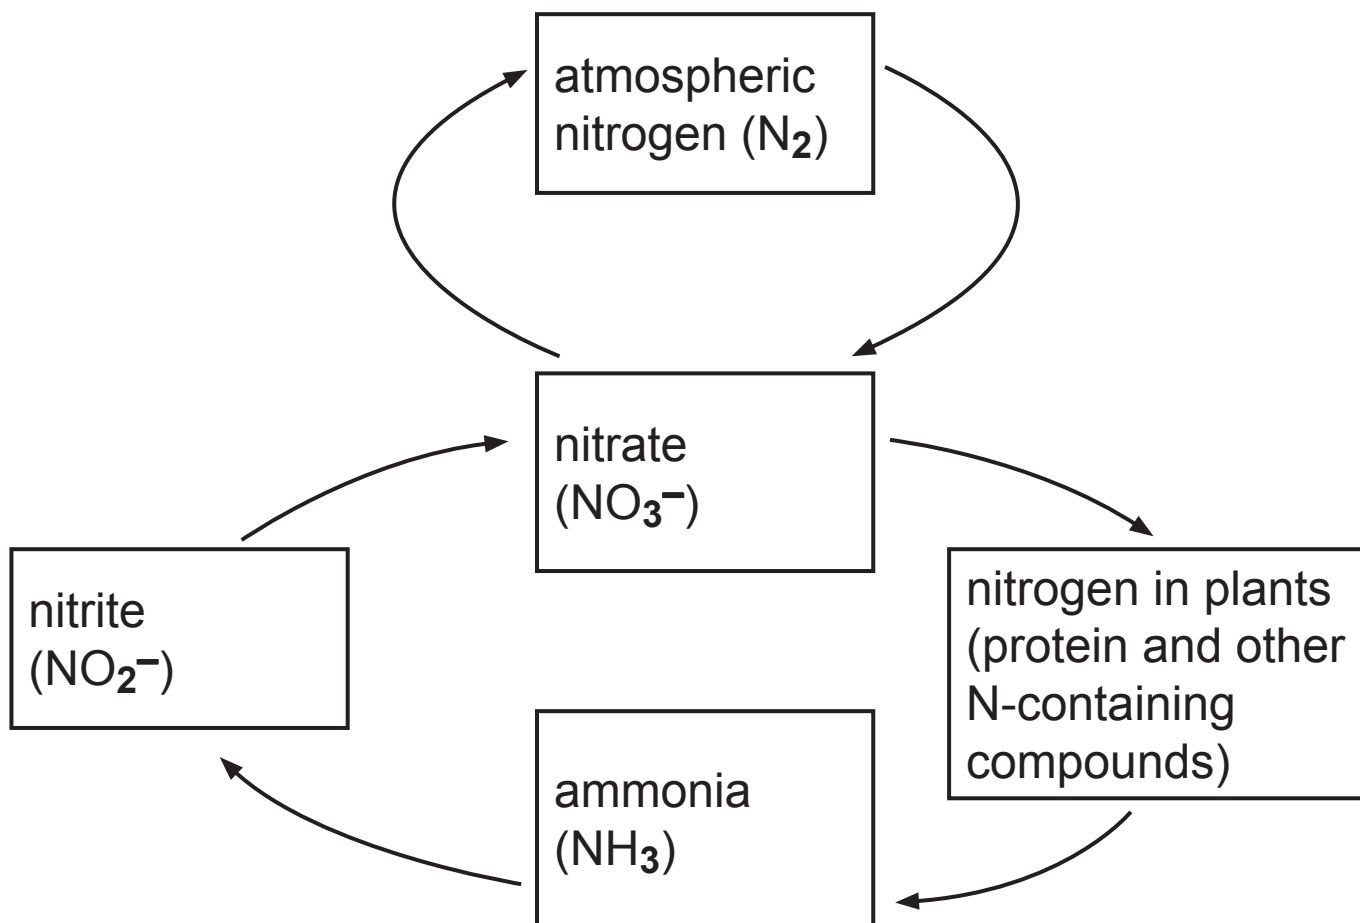 atmospheric
nitrogen (N₂)
nitrate
(NO₃⁻)
nitrite
(NO₂⁻)
nitrogen in plants
(protein and other
N-containing
compounds)
ammonia
(NH₃)